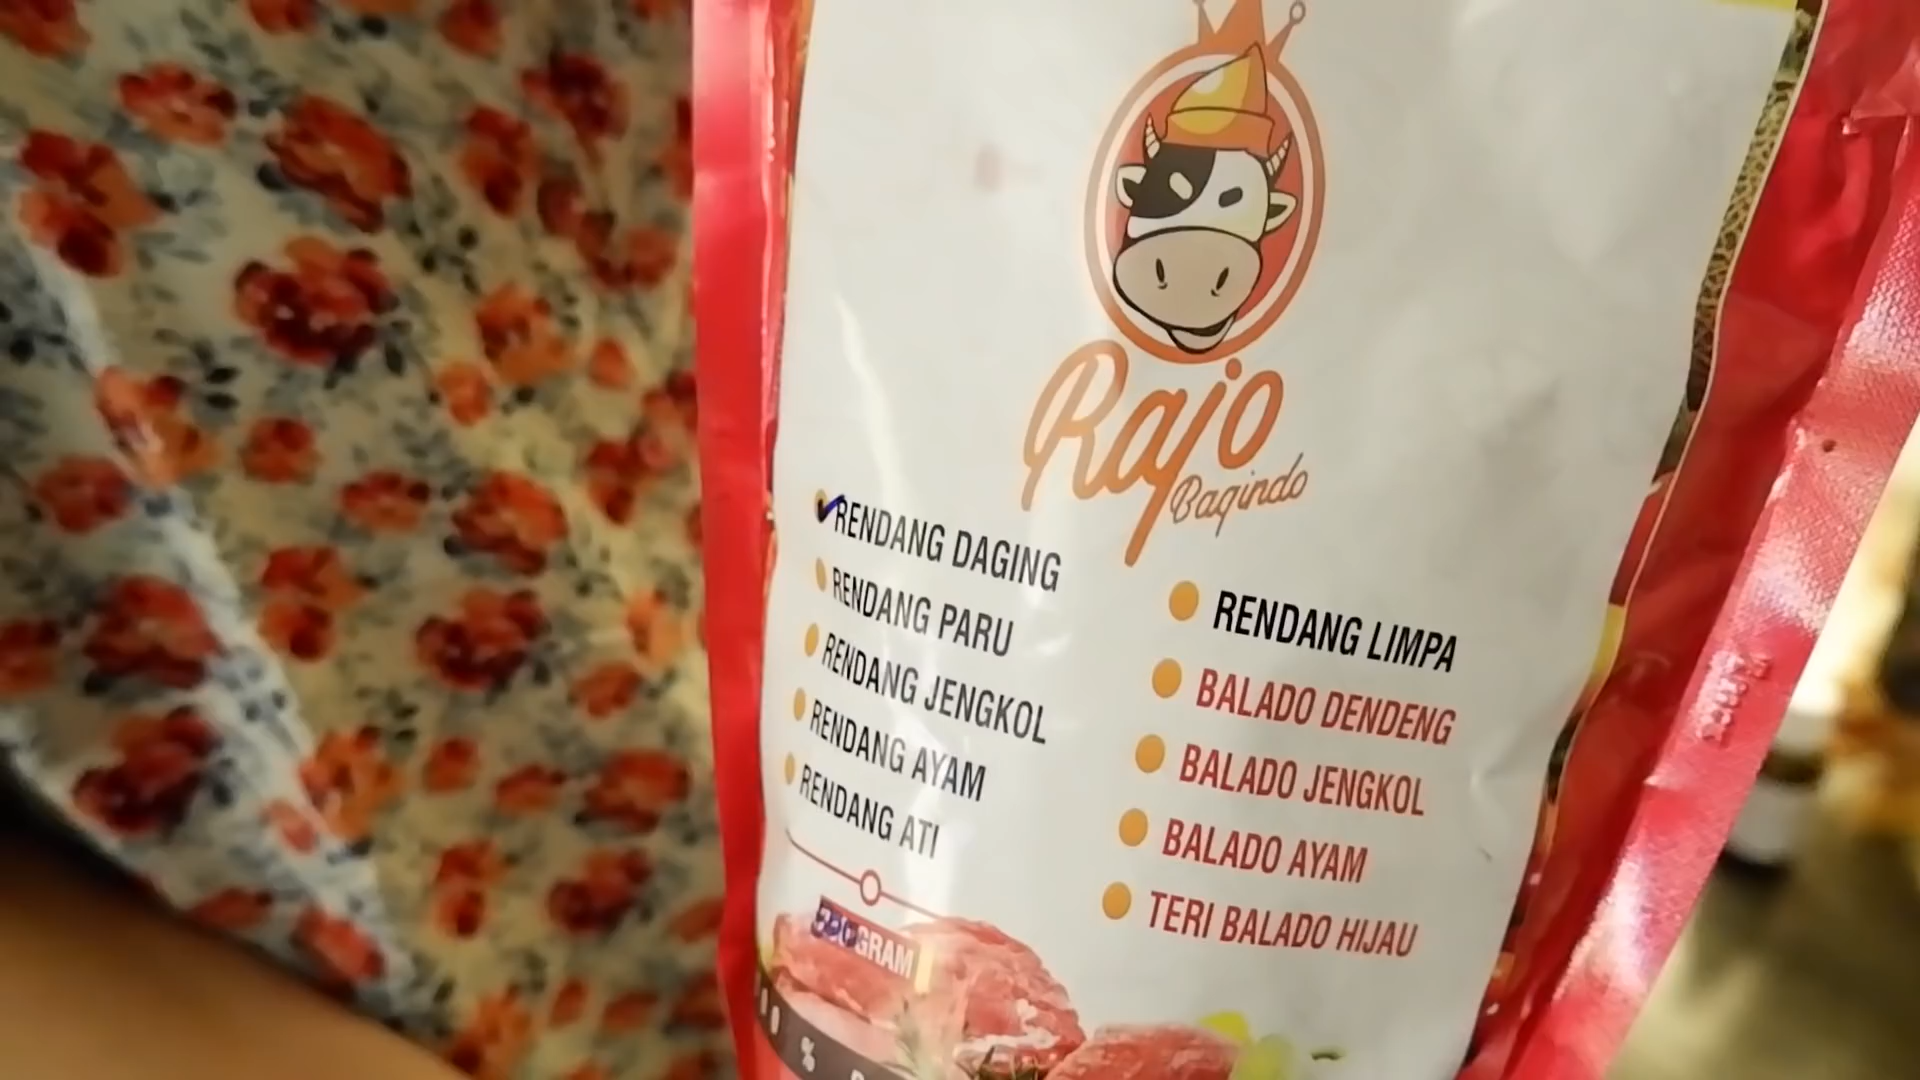 Rajo
Bagindo
RENDANG DAGING
RENDANG PARU
RENDANG JENGKOL
RENDANG AYAM
RENDANG ATI
RENDANG LIMPA
BALADO DENDENG
BALADO JENGKOL
BALADO AYAM
TERI BALADO HIJAU
GRAM
%